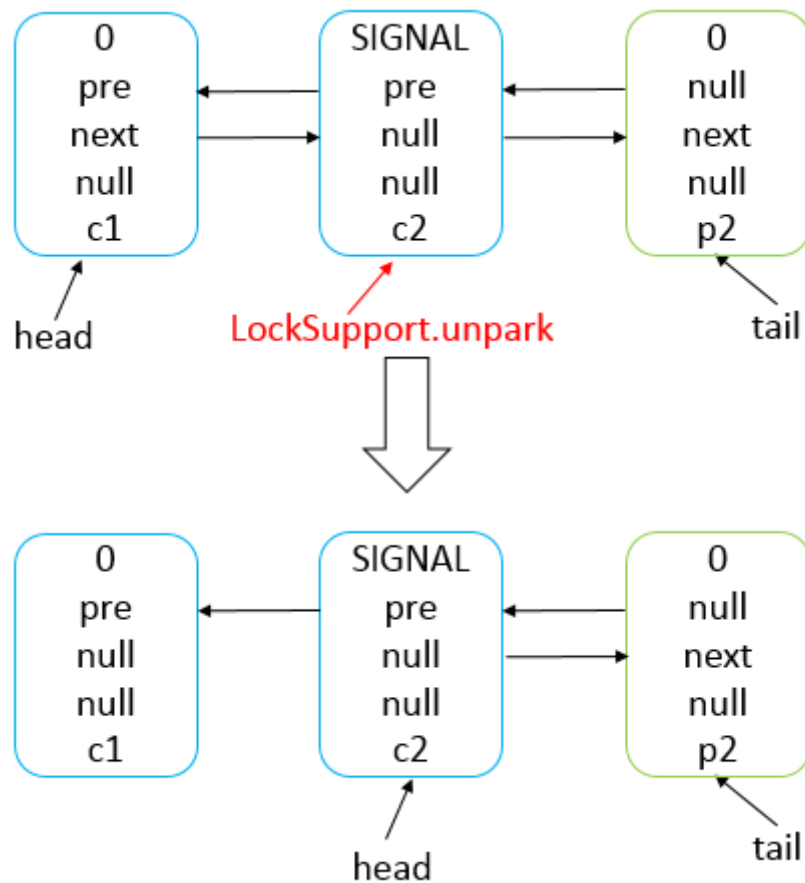 0
pre
next
null
c1
SIGNAL
pre
null
null
c2
0
null
next
null
p2
head
LockSupport.unpark
tail
0
pre
null
null
c1
SIGNAL
pre
null
null
c2
0
null
next
null
p2
head
tail